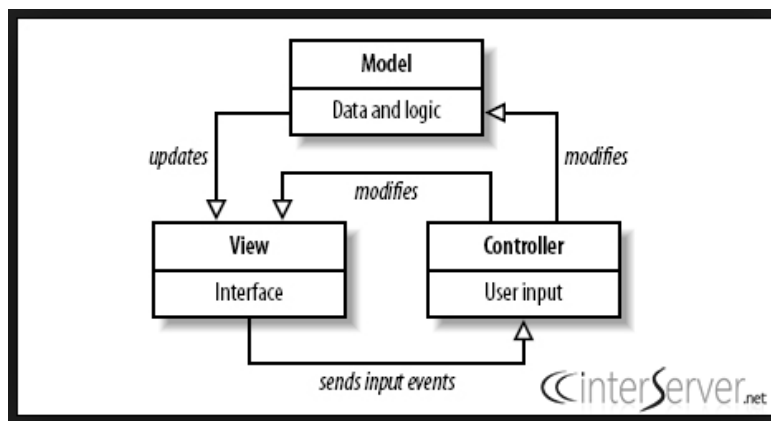 Model
Data and logic
updates
modifies
modifies
View
Interface
Controller
User input
sends input events
interServer.net